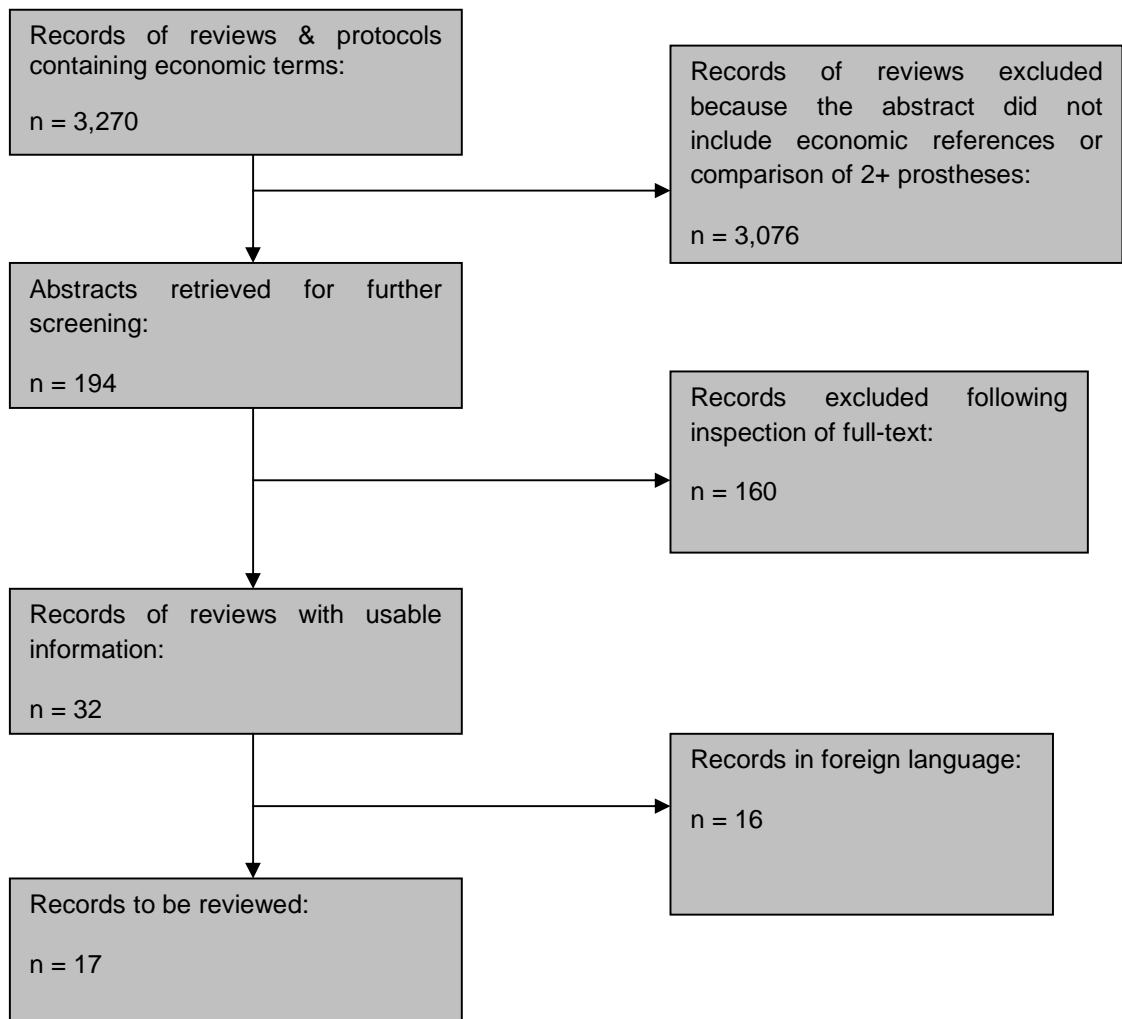 Records of reviews & protocols
containing economic terms:
n = 3,270
Records of reviews excluded
because the abstract did not
include economic references or
comparison of 2+ prostheses:
n = 3,076
Abstracts retrieved for further
screening:
n = 194
Records excluded following
inspection of full-text:
n = 160
Records of reviews with usable
information:
n = 32
Records in foreign language:
n = 16
Records to be reviewed:
n = 17